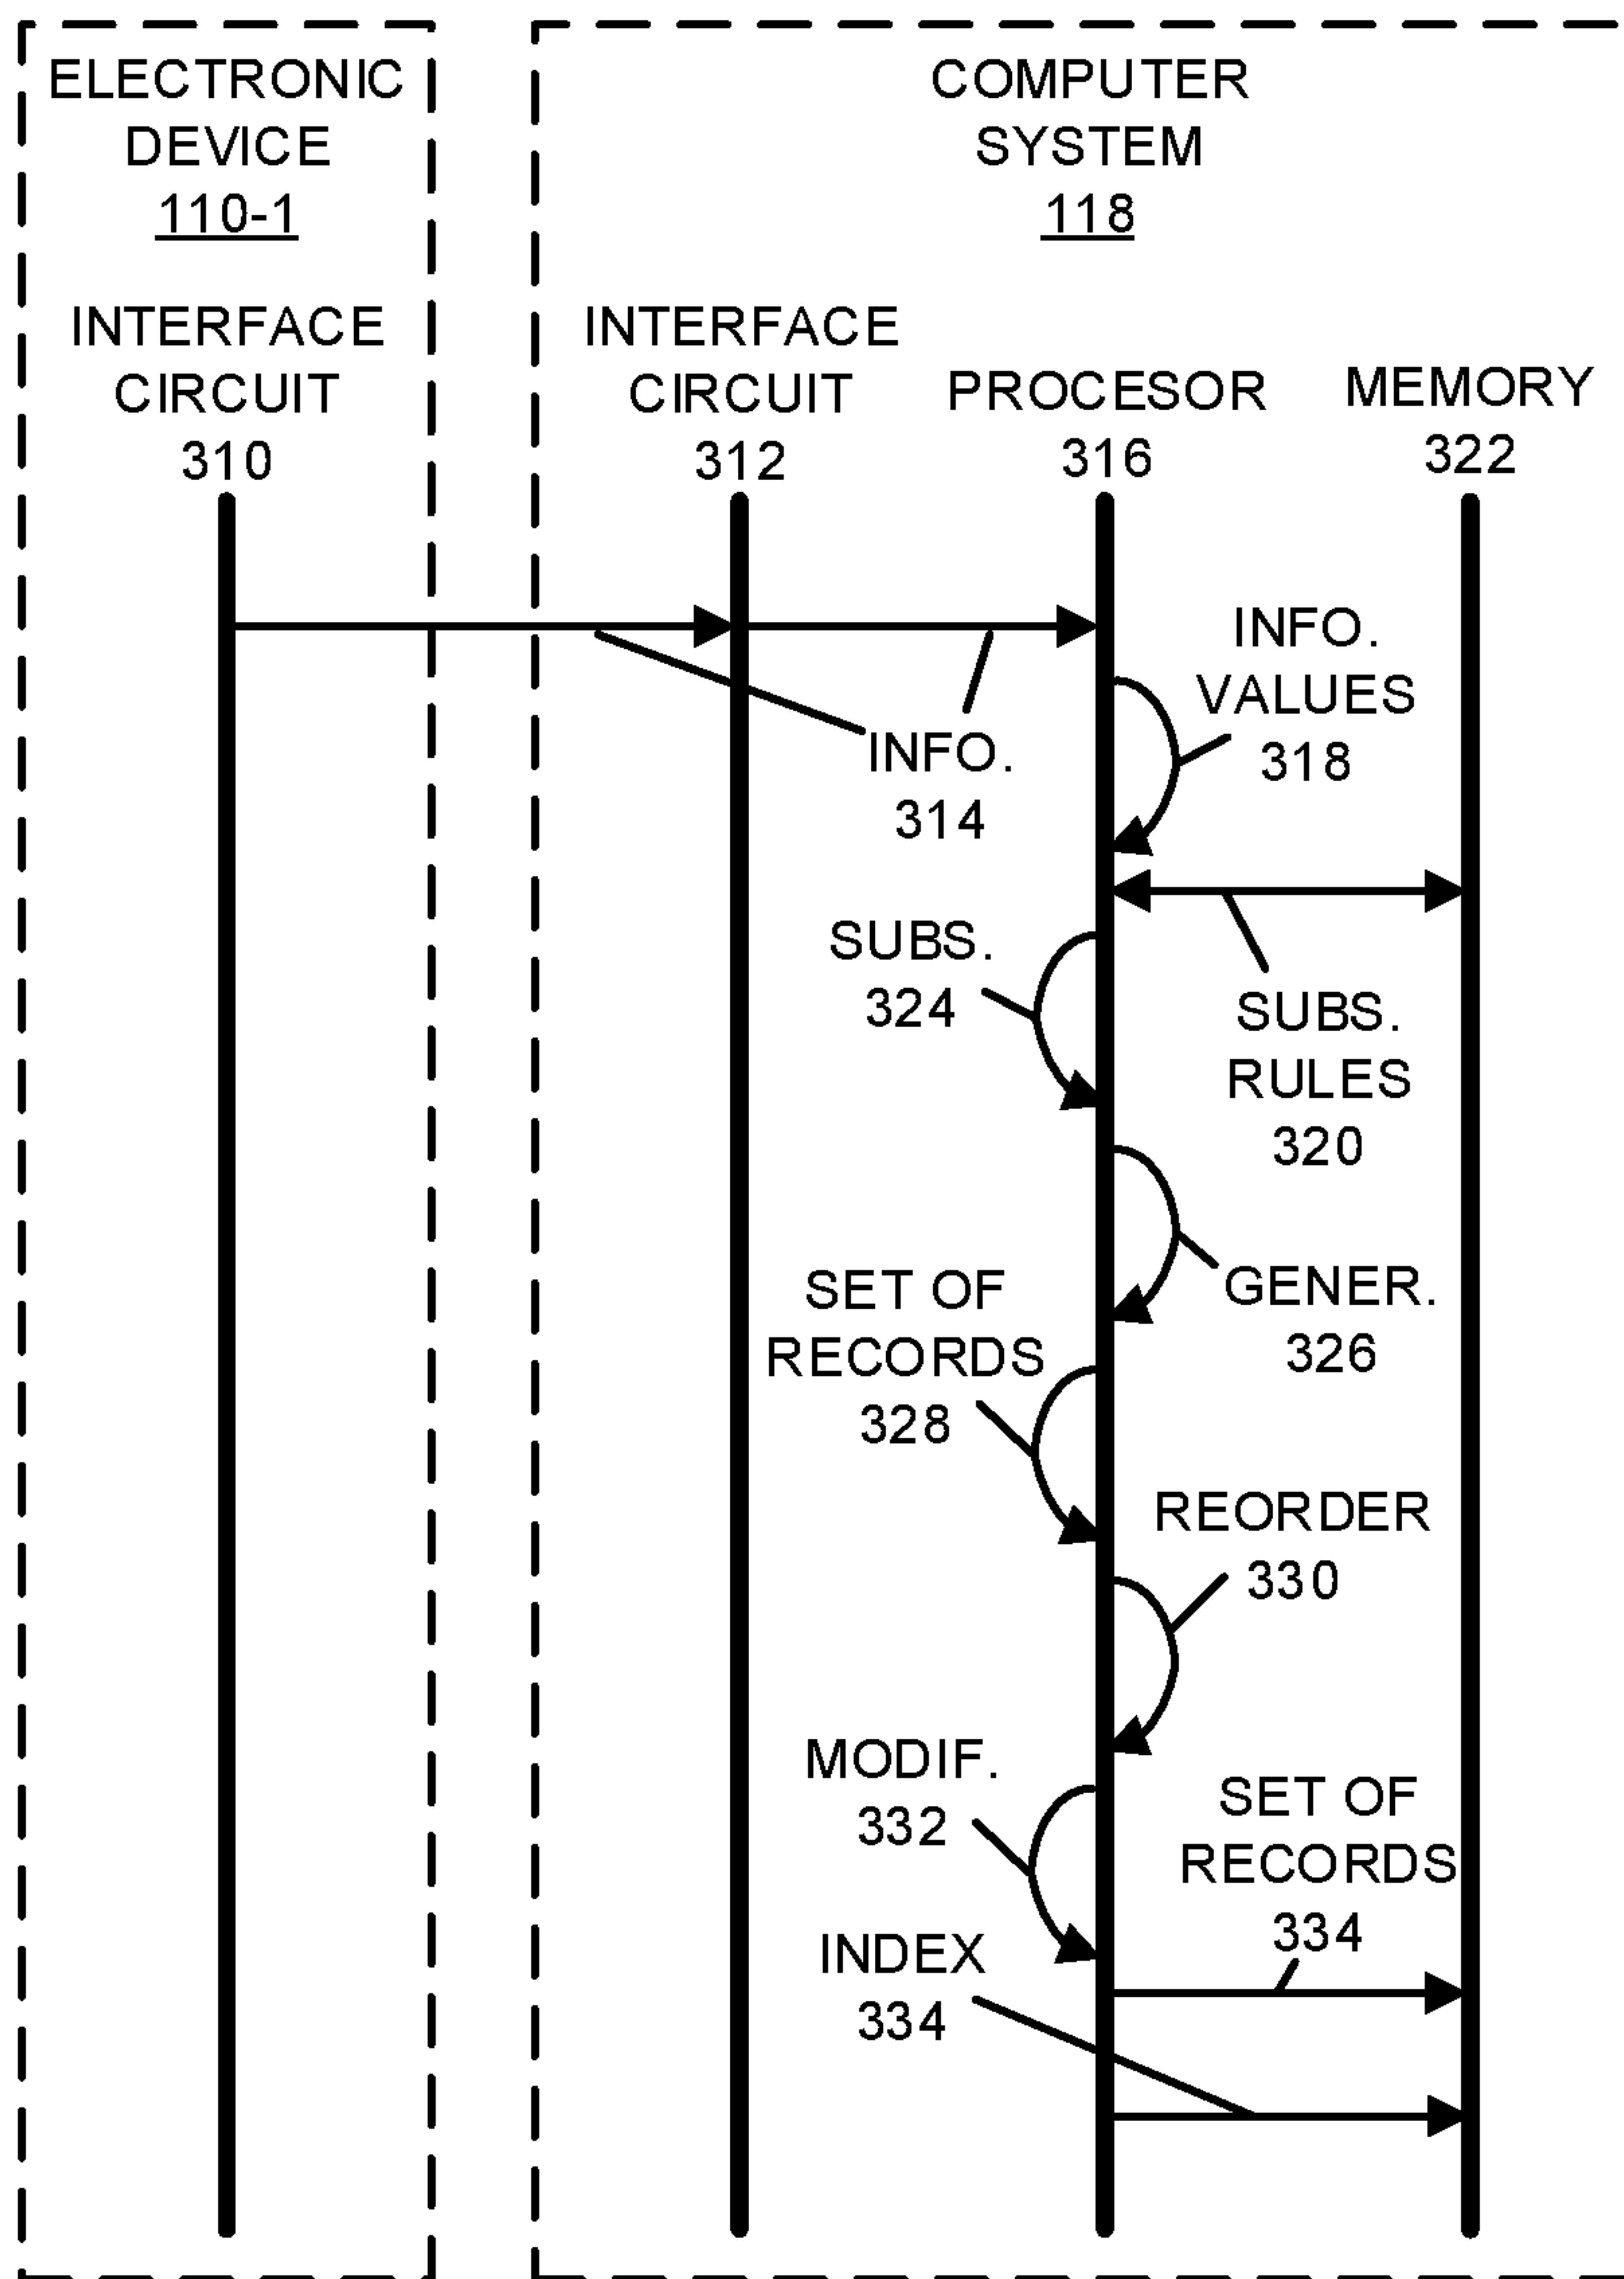 ELECTRONIC
DEVICE
110-1
COMPUTER
SYSTEM
118
INTERFACE
CIRCUIT
310
INTERFACE
CIRCUIT
312
PROCESOR
316
MEMORY
322
INFO.
VALUES
318
INFO.
314
SUBS.
324
SUBS.
RULES
320
GENER.
326
SET OF
RECORDS
328
REORDER
330
MODIF.
332
SET OF
RECORDS
334
INDEX
334